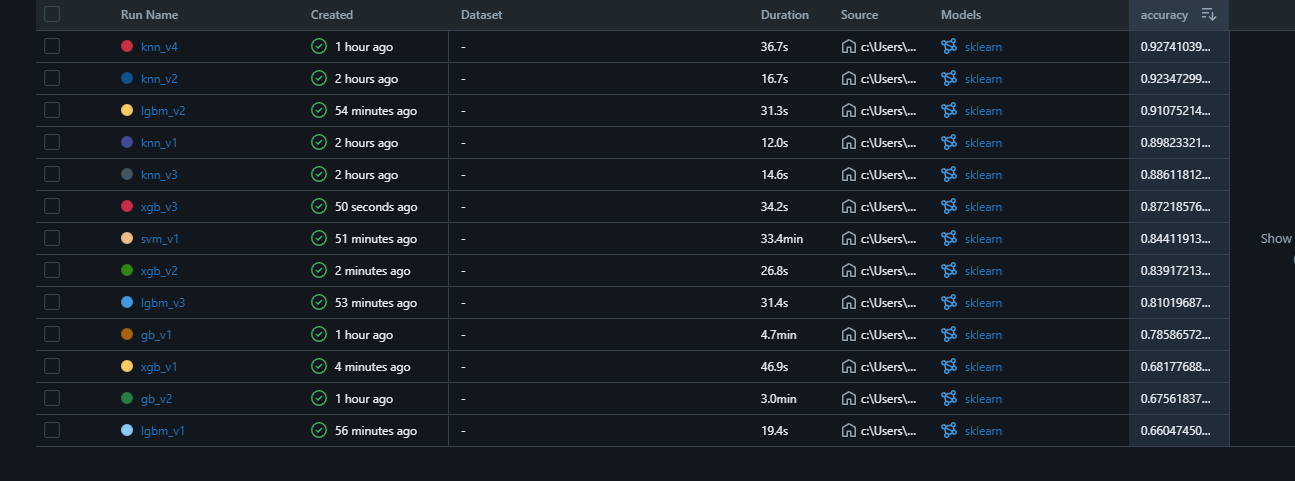 Run Name Created Dataset Duration Source Models accuracy
knn_v4 1 hour ago - 36.7s c:\Users\... sklearn 0.92741039...
knn_v2 2 hours ago - 16.7s c:\Users\... sklearn 0.92347299...
lgbm_v2 54 minutes ago - 31.3s c:\Users\... sklearn 0.91075214...
knn_v1 2 hours ago - 12.0s c:\Users\... sklearn 0.89823321...
knn_v3 2 hours ago - 14.6s c:\Users\... sklearn 0.88611812...
xgb_v3 50 seconds ago - 34.2s c:\Users\... sklearn 0.87218576...
svm_v1 51 minutes ago - 33.4min c:\Users\... sklearn 0.84411913... Show
xgb_v2 2 minutes ago - 26.8s c:\Users\... sklearn 0.83917213...
lgbm_v3 53 minutes ago - 31.4s c:\Users\... sklearn 0.81019687...
gb_v1 1 hour ago - 4.7min c:\Users\... sklearn 0.78586572...
xgb_v1 4 minutes ago - 46.9s c:\Users\... sklearn 0.68177688...
gb_v2 1 hour ago - 3.0min c:\Users\... sklearn 0.67561837...
lgbm_v1 56 minutes ago - 19.4s c:\Users\... sklearn 0.66047450...